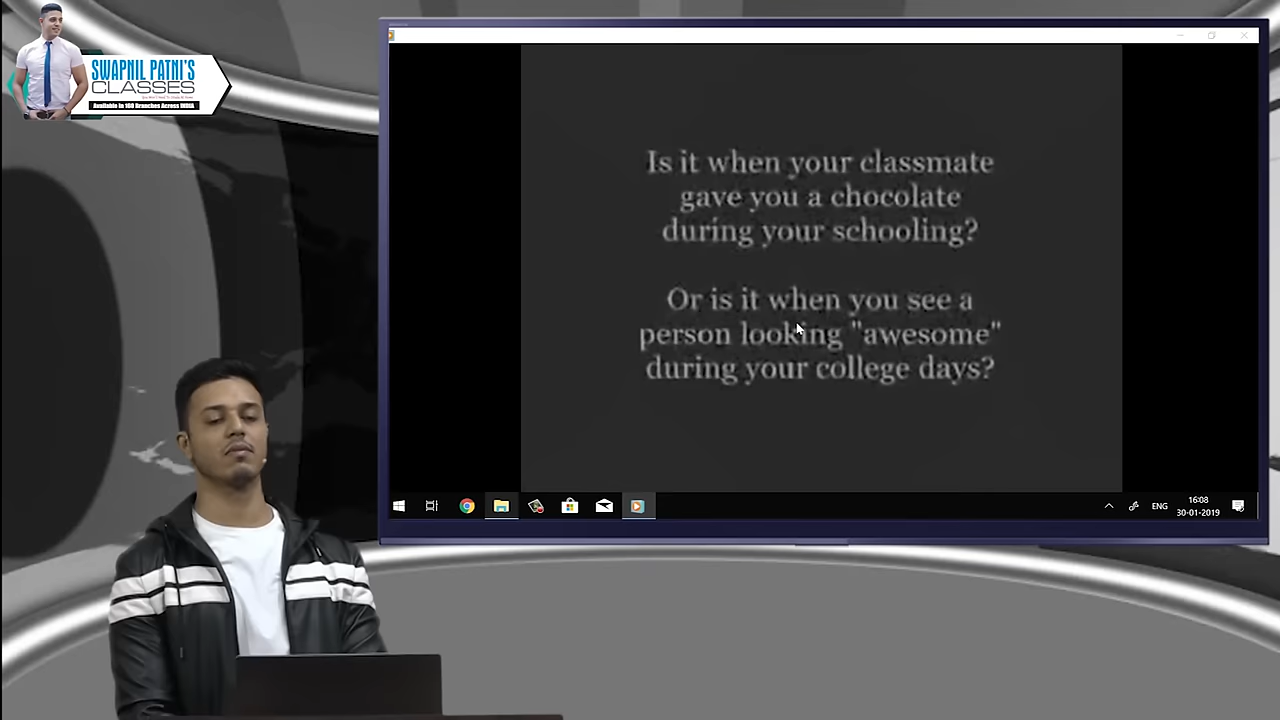 SWAPNIL PATNI'S
CLASSES
Available in 160 Branches Across INDIA
Is it when your classmate
gave you a chocolate
during your schooling?
Or is it when you see a
person looking "awesome"
during your college days?
ENG
16:08
30-01-2019